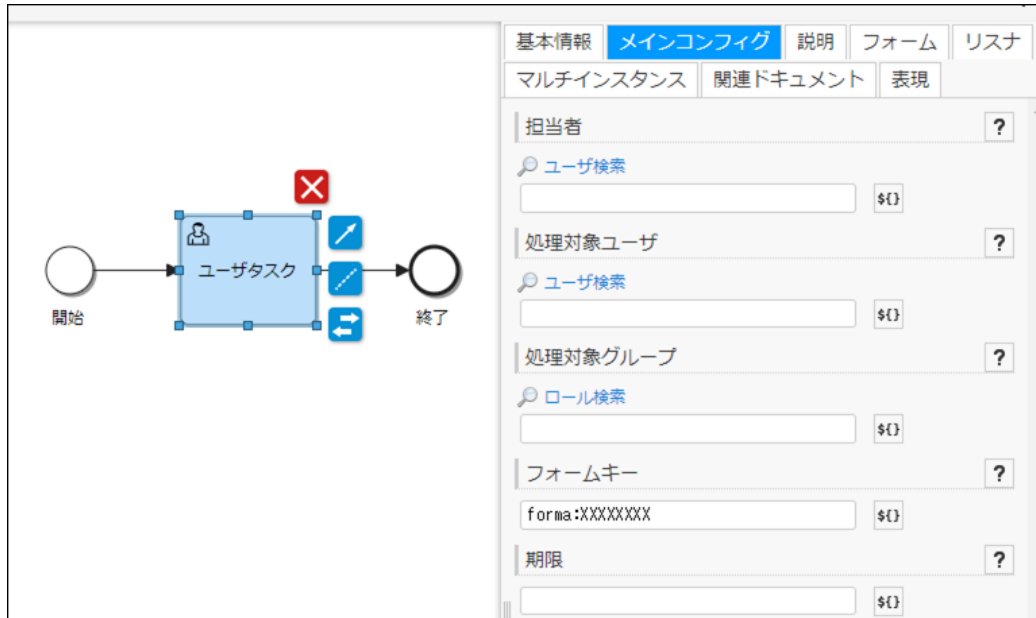 基本情報 メインコンフィグ 説明 フォーム リスナ
マルチインスタンス 関連ドキュメント 表現
担当者 ?
ユーザ検索
${}
処理対象ユーザ ?
ユーザ検索
${}
処理対象グループ ?
ロール検索
${}
フォームキー ?
forma:XXXXXXXX ${}
期限 ?
${}
ユーザタスク
開始
終了